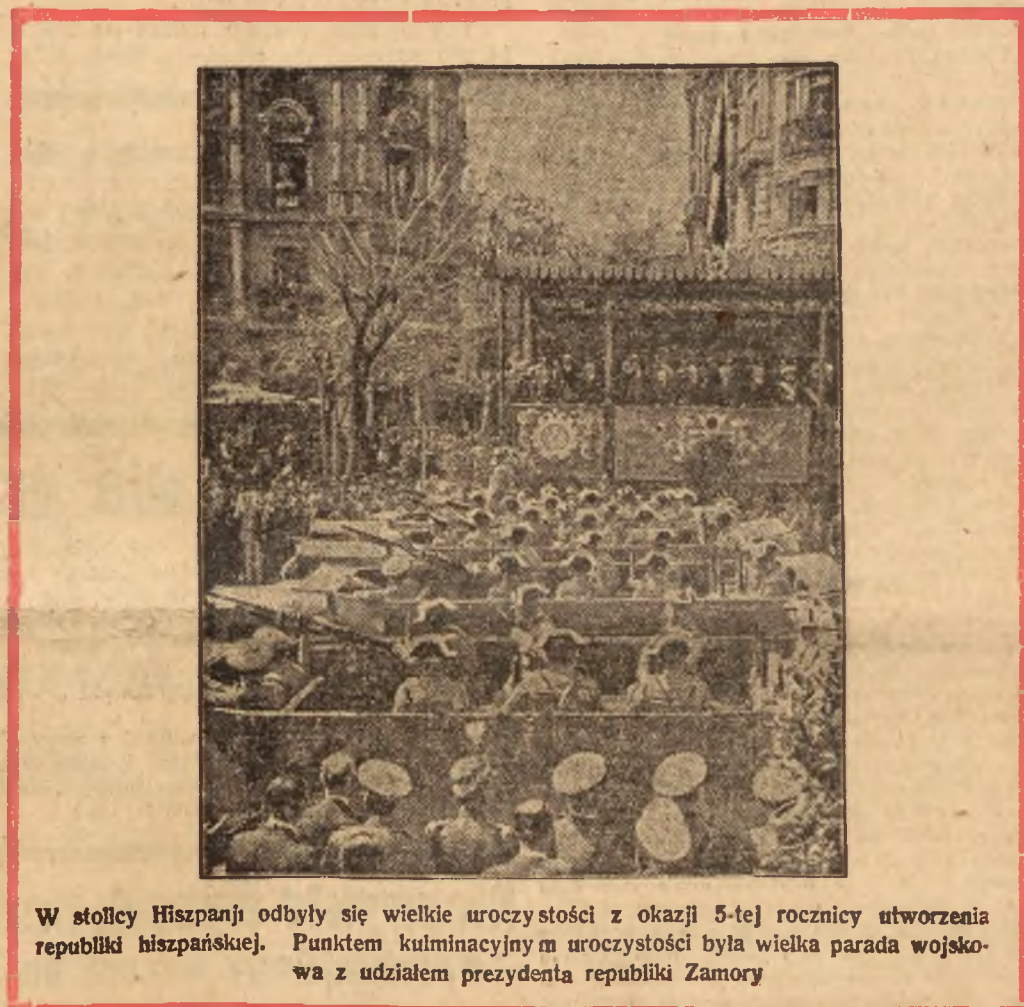 W stolicy Hiszpanji odbyły się wielkie uroczystości z okazji 5-tej rocznicy utworzenia
republiki hiszpańskiej. Punktem kulminacyjnym uroczystości była wielka parada wojsko-
wa z udziałem prezydenta republiki Zamory